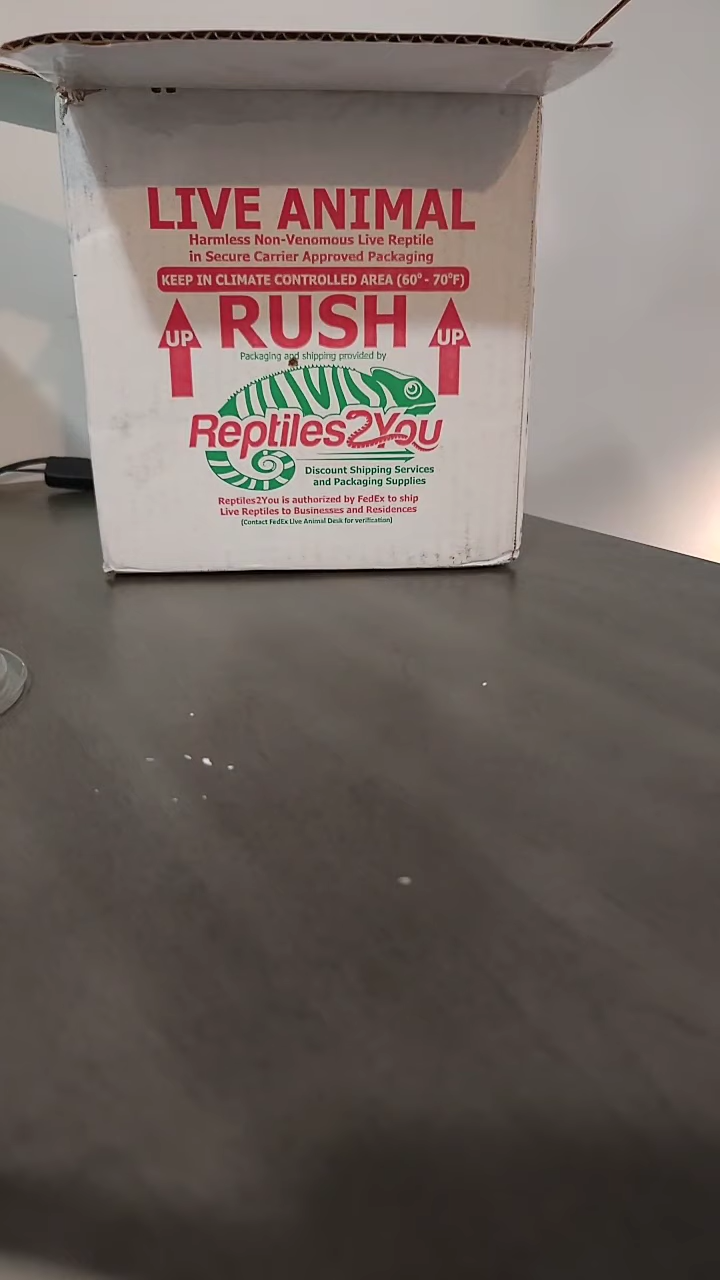 LIVE ANIMAL
Harmless Non-Venomous Live Reptile
in Secure Carrier Approved Packaging
KEEP IN CLIMATE CONTROLLED AREA (60° - 70°F)
UP RUSH UP
Packaging and shipping provided by
Reptiles2You
Discount Shipping Services
and Packaging Supplies
Reptiles2You is authorized by FedEx to ship
Live Reptiles to Businesses and Residences
(Contact FedEx Live Animal Desk for verification)